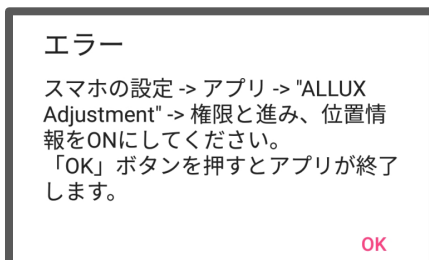 エラー
スマホの設定 -> アプリ -> "ALLUX
Adjustment" -> 権限と進み、位置情
報をONにしてください。
「OK」ボタンを押すとアプリが終了
します。
OK